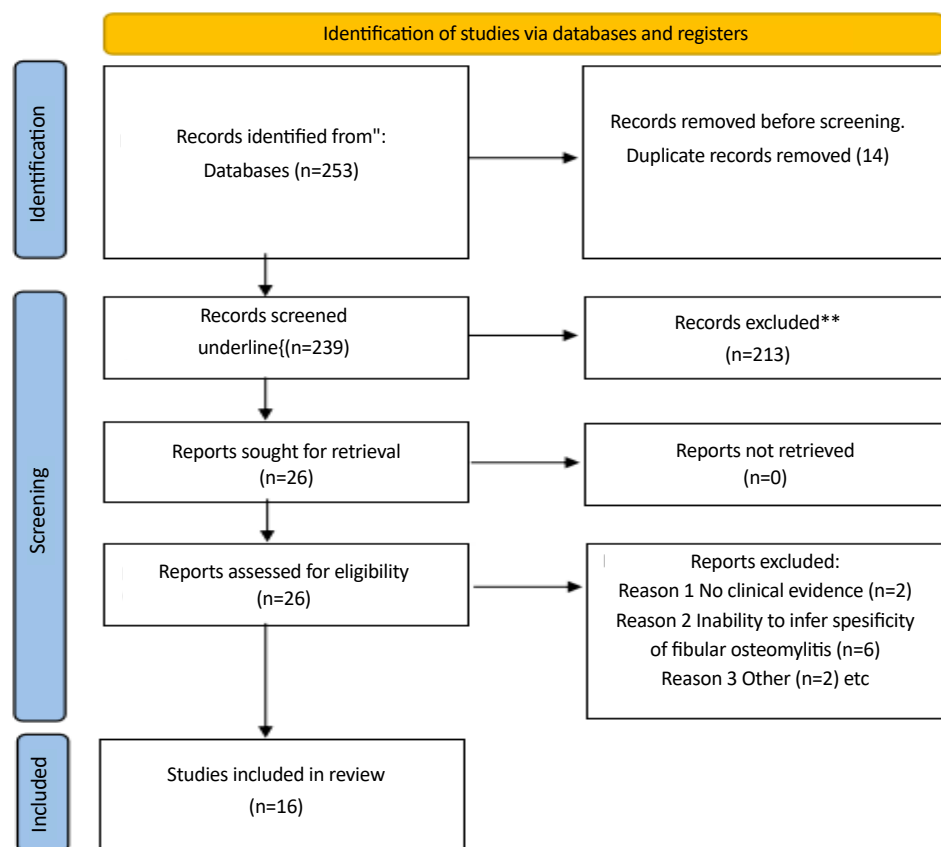 Identification of studies via databases and registers
Identification
Records identified from":
Databases (n=253)
Records removed before screening.
Duplicate records removed (14)
Screening
Records screened
underline{(n=239)
Records excluded**
(n=213)
Reports sought for retrieval
(n=26)
Reports not retrieved
(n=0)
Reports assessed for eligibility
(n=26)
Reports excluded:
Reason 1 No clinical evidence (n=2)
Reason 2 Inability to infer spesificity
of fibular osteomylitis (n=6)
Reason 3 Other (n=2) etc
Included
Studies included in review
(n=16)